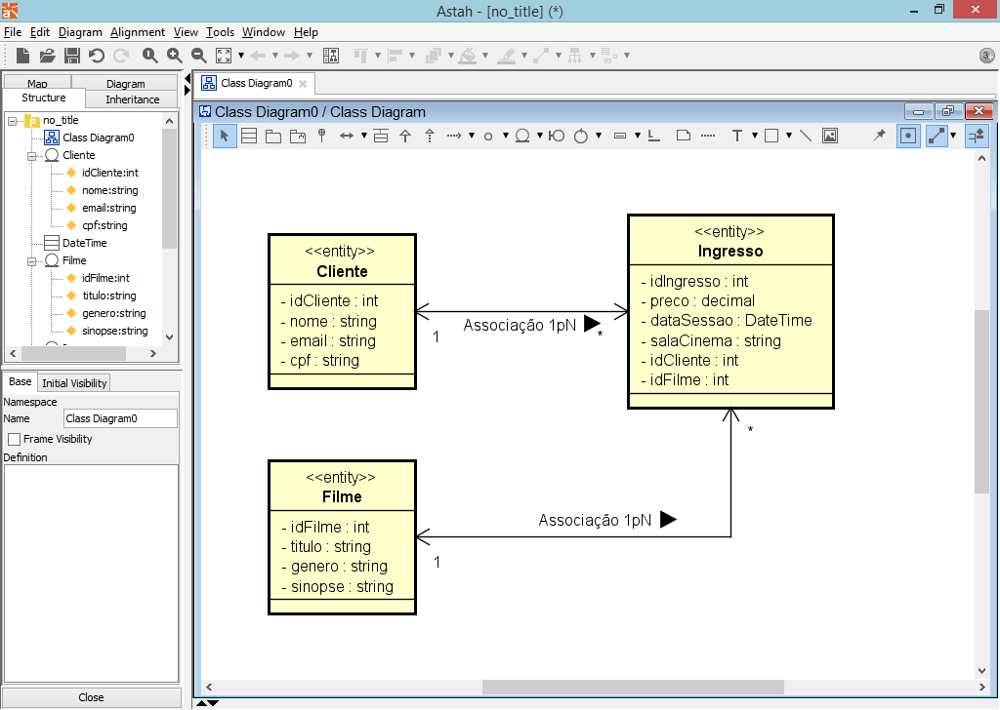 Astah - [no_title] (*)
File Edit Diagram Alignment View Tools Window Help
3
Map Diagram
Structure Inheritance
no_title
Class Diagram0
Cliente
idCliente:int
nome:string
email:string
cpf:string
DateTime
Filme
idFilme:int
titulo:string
genero:string
sinopse:string
Base Initial Visibility
Namespace
Name Class Diagram0
Frame Visibility
Definition
Close
Class Diagram0
Class Diagram0 / Class Diagram
T
<<entity>>
Cliente
- idCliente : int
- nome : string
- email : string
- cpf : string
1
Associação 1pN
*
<<entity>>
Ingresso
- idIngresso : int
- preco : decimal
- dataSessao : DateTime
- salaCinema : string
- idCliente : int
- idFilme : int
*
<<entity>>
Filme
- idFilme : int
- titulo : string
- genero : string
- sinopse : string
Associação 1pN
1